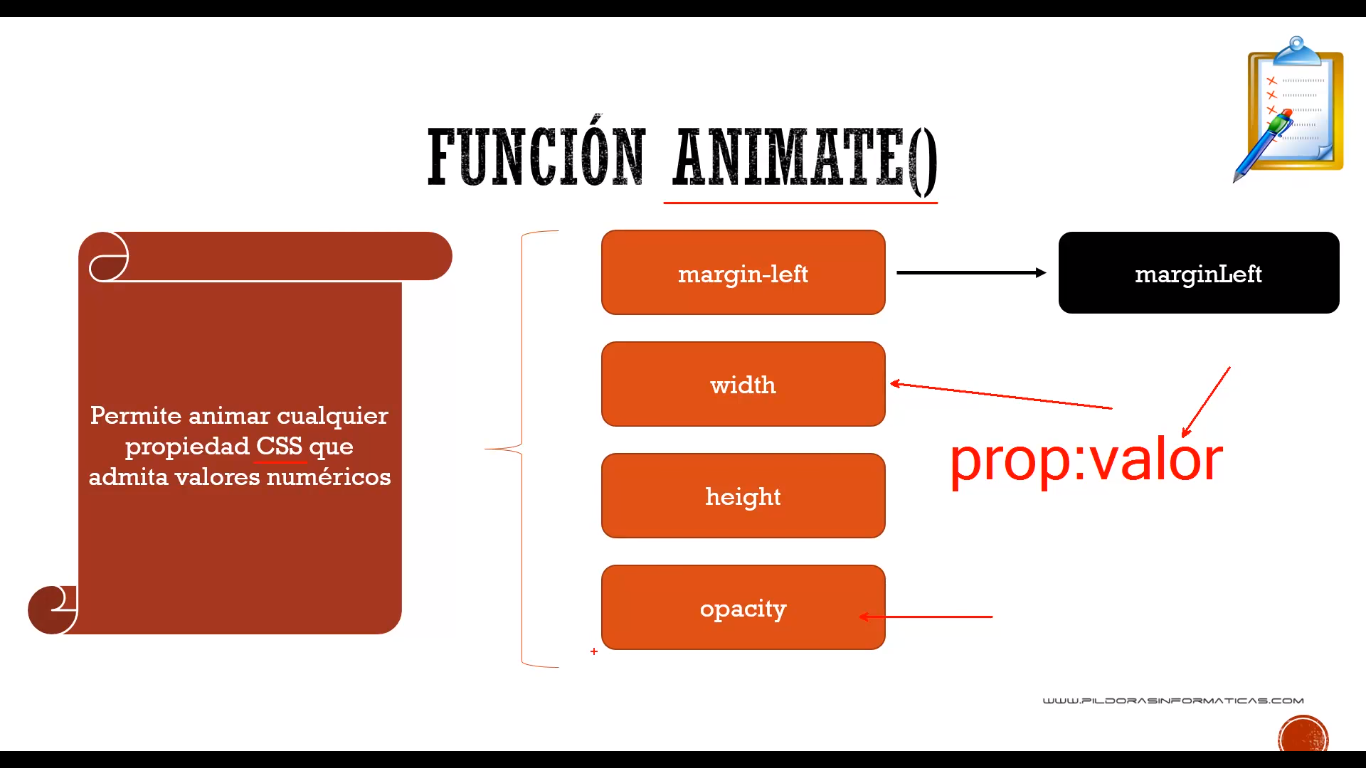 FUNCIÓN ANIMATE()
Permite animar cualquier
propiedad CSS que
admita valores numéricos
margin-left
marginLeft
width
prop:valor
height
opacity
WWW.PILDORASINFORMATICAS.COM